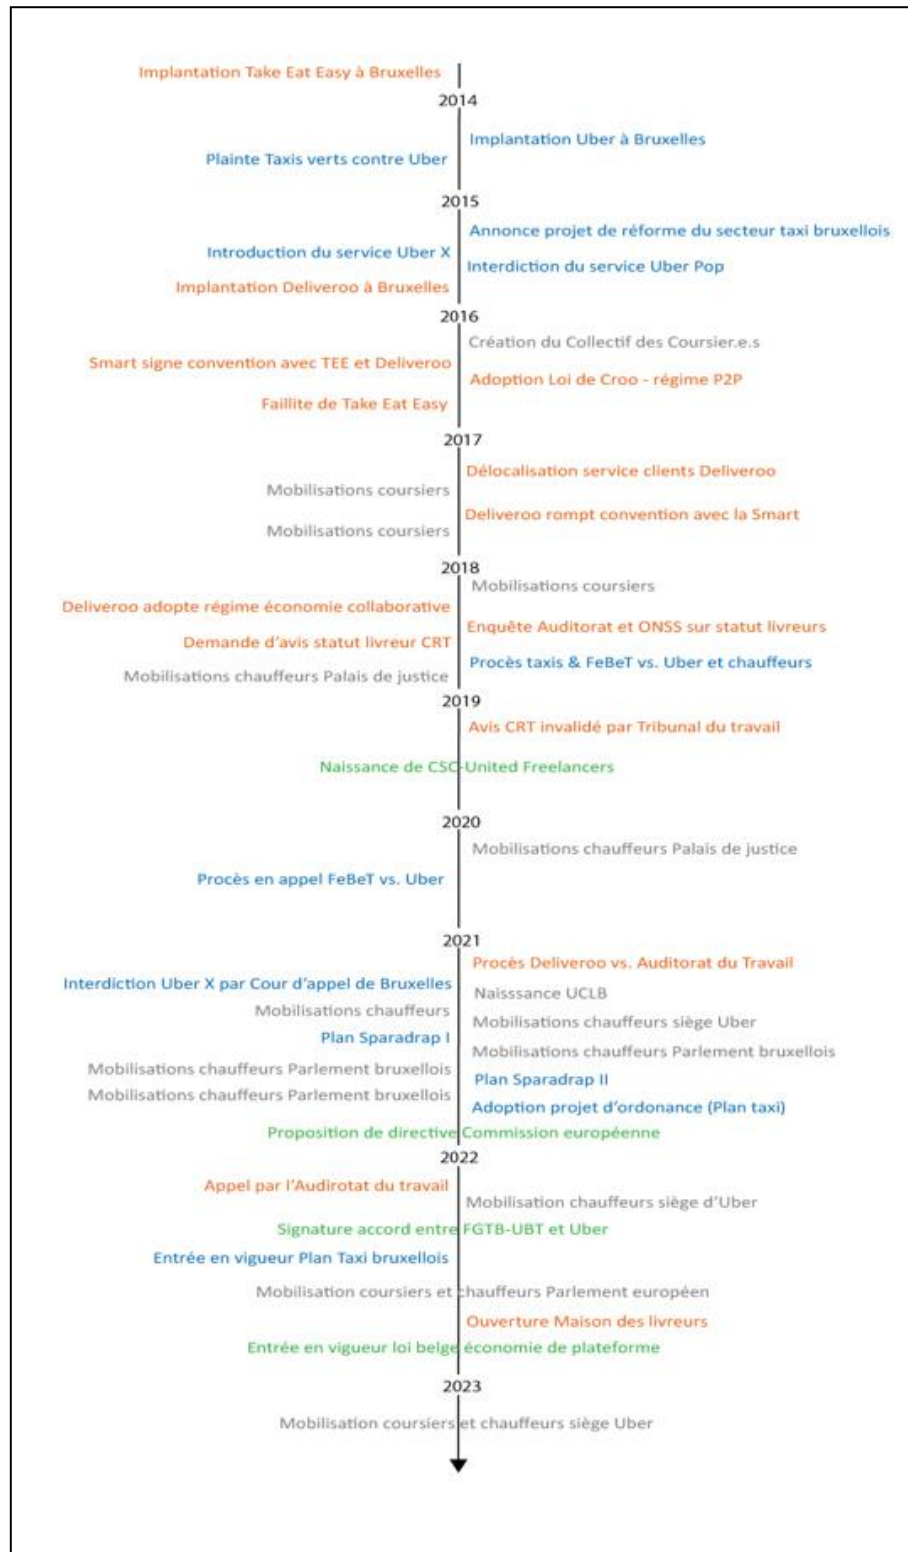 Implantation Take Eat Easy à Bruxelles
2014
Implantation Uber à Bruxelles
Plainte Taxis verts contre Uber
2015
Annonce projet de réforme du secteur taxi bruxellois
Introduction du service Uber X
Interdiction du service Uber Pop
Implantation Deliveroo à Bruxelles
2016
Création du Collectif des Coursier.e.s
Smart signe convention avec TEE et Deliveroo
Adoption Loi de Croo - régime P2P
Faillite de Take Eat Easy
2017
Délocalisation service clients Deliveroo
Mobilisations coursiers
Deliveroo rompt convention avec la Smart
Mobilisations coursiers
2018
Mobilisations coursiers
Deliveroo adopte régime économie collaborative
Enquête Auditorat et ONSS sur statut livreurs
Demande d'avis statut livreur CRT
Procès taxis & FeBeT vs. Uber et chauffeurs
Mobilisations chauffeurs Palais de justice
2019
Avis CRT invalidé par Tribunal du travail
Naissance de CSC-United Freelancers
2020
Mobilisations chauffeurs Palais de justice
Procès en appel FeBeT vs. Uber
2021
Procès Deliveroo vs. Auditorat du Travail
Interdiction Uber X par Cour d'appel de Bruxelles
Naisssance UCLB
Mobilisations chauffeurs
Mobilisations chauffeurs siège Uber
Plan Sparadrap I
Mobilisations chauffeurs Parlement bruxellois
Mobilisations chauffeurs Parlement bruxellois
Plan Sparadrap II
Mobilisations chauffeurs Parlement bruxellois
Adoption projet d'ordonance (Plan taxi)
Proposition de directive Commission européenne
2022
Appel par l'Audirotat du travail
Mobilisation chauffeurs siège d'Uber
Signature accord entre FGTB-UBT et Uber
Entrée en vigueur Plan Taxi bruxellois
Mobilisation coursiers et chauffeurs Parlement européen
Ouverture Maison des livreurs
Entrée en vigueur loi belge économie de plateforme
2023
Mobilisation coursiers et chauffeurs siège Uber